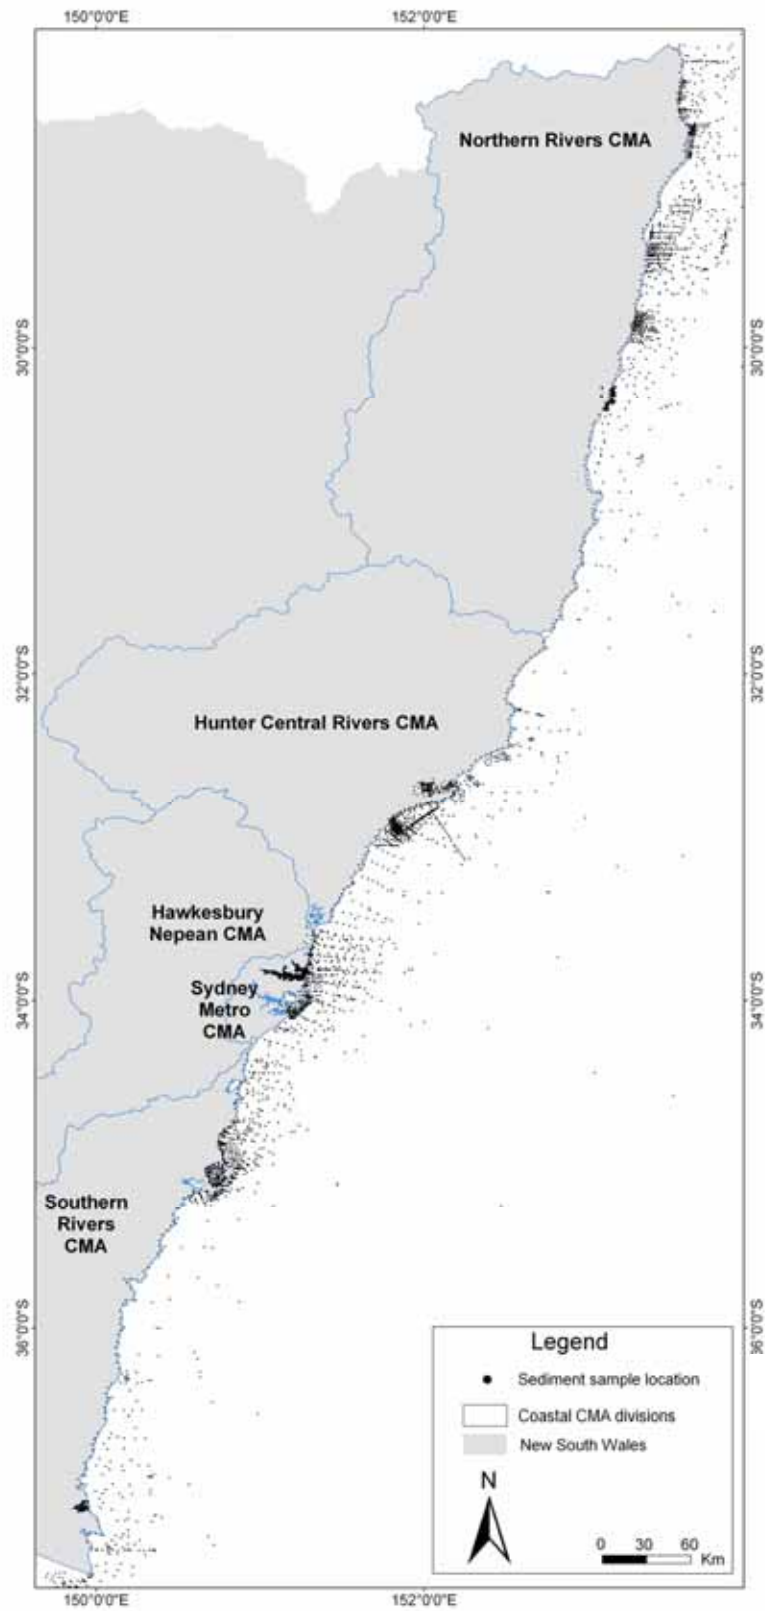 150°0'0"E
152°0'0"E
Northern Rivers CMA
30°0'0"S
30°0'0"S
32°0'0"S
32°0'0"S
Hunter Central Rivers CMA
Hawkesbury
Nepean CMA
Sydney
Metro
CMA
34°0'0"S
34°0'0"S
Southern
Rivers
CMA
36°0'0"S
36°0'0"S
Legend
Sediment sample location
Coastal CMA divisions
New South Wales
N
0 30 60
Km
150°0'0"E
152°0'0"E